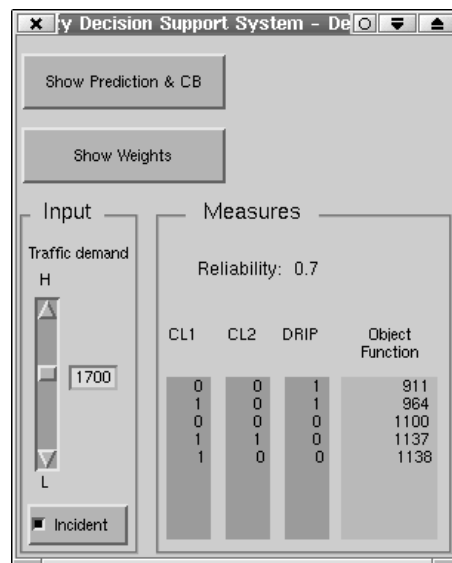 y Decision Support System - De
Show Prediction & CB
Show Weights
Input
Traffic demand
H
1700
L
Incident
Measures
Reliability: 0.7
CL1 CL2 DRIP Object Function
0 0 1 911
1 0 1 964
0 0 0 1100
1 1 0 1137
1 0 0 1138